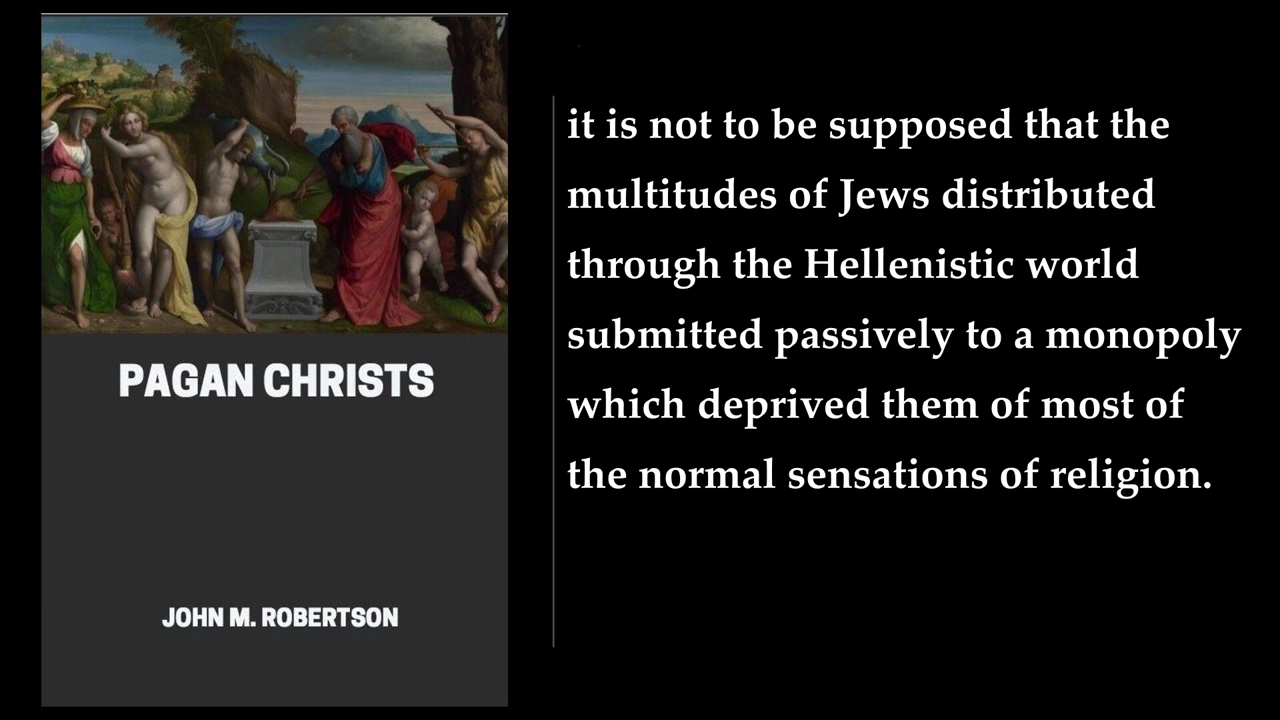 PAGAN CHRISTS
JOHN M. ROBERTSON
it is not to be supposed that the
multitudes of Jews distributed
through the Hellenistic world
submitted passively to a monopoly
which deprived them of most of
the normal sensations of religion.